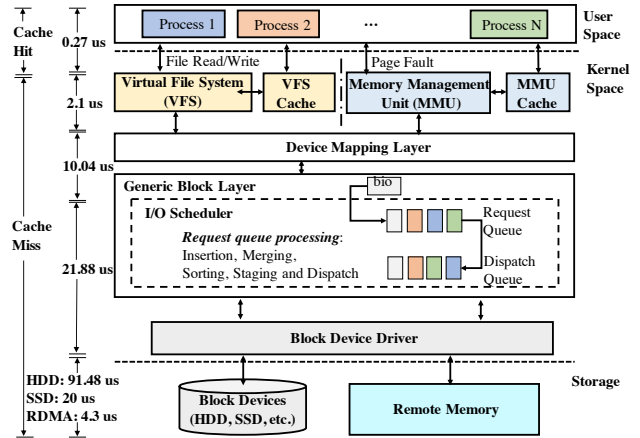 Cache
Hit
0.27 us
Process 1
Process 2
...
Process N
User
Space
File Read/Write
Page Fault
Kernel
Space
Virtual File System
(VFS)
VFS
Cache
Memory Management
Unit (MMU)
MMU
Cache
2.1 us
Device Mapping Layer
10.04 us
Generic Block Layer
bio
I/O Scheduler
Request queue processing:
Insertion, Merging,
Sorting, Staging and Dispatch
Request
Queue
Dispatch
Queue
Cache
Miss
21.88 us
Block Device Driver
HDD: 91.48 us
SSD: 20 us
RDMA: 4.3 us
Block Devices
(HDD, SSD, etc.)
Remote Memory
Storage